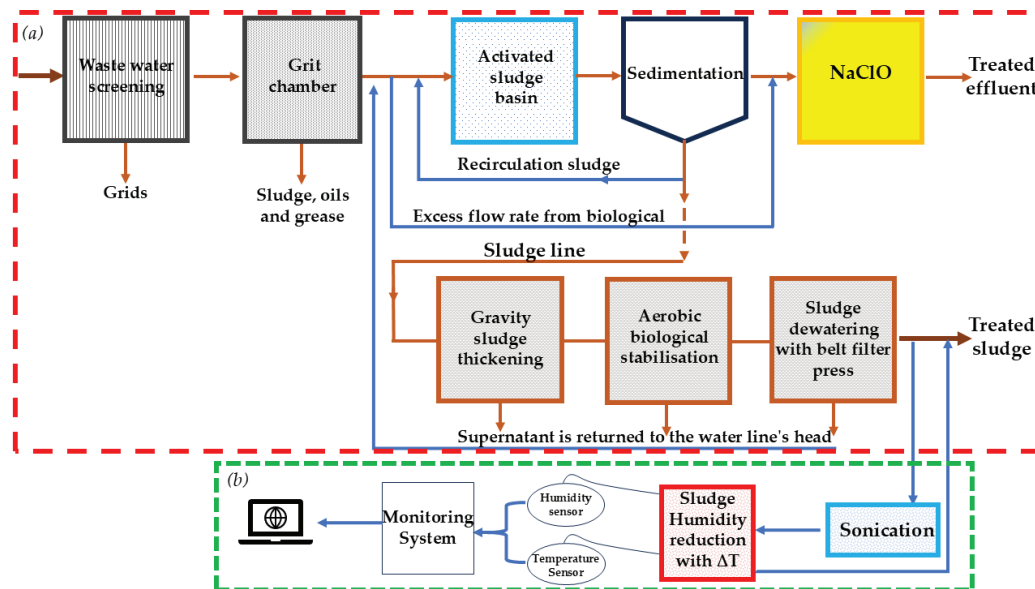 (a)
Waste water
screening
Grit
chamber
Activated
sludge
basin
Sedimentation
NaClO
Treated
effluent
Grids
Sludge, oils
and grease
Recirculation sludge
Excess flow rate from biological
Sludge line
Gravity
sludge
thickening
Aerobic
biological
stabilisation
Sludge
dewatering
with belt filter
press
Treated
sludge
Supernatant is returned to the water line's head
(b)
Monitoring
System
Humidity
sensor
Temperature
Sensor
Sludge
Humidity
reduction
with ΔT
Sonication